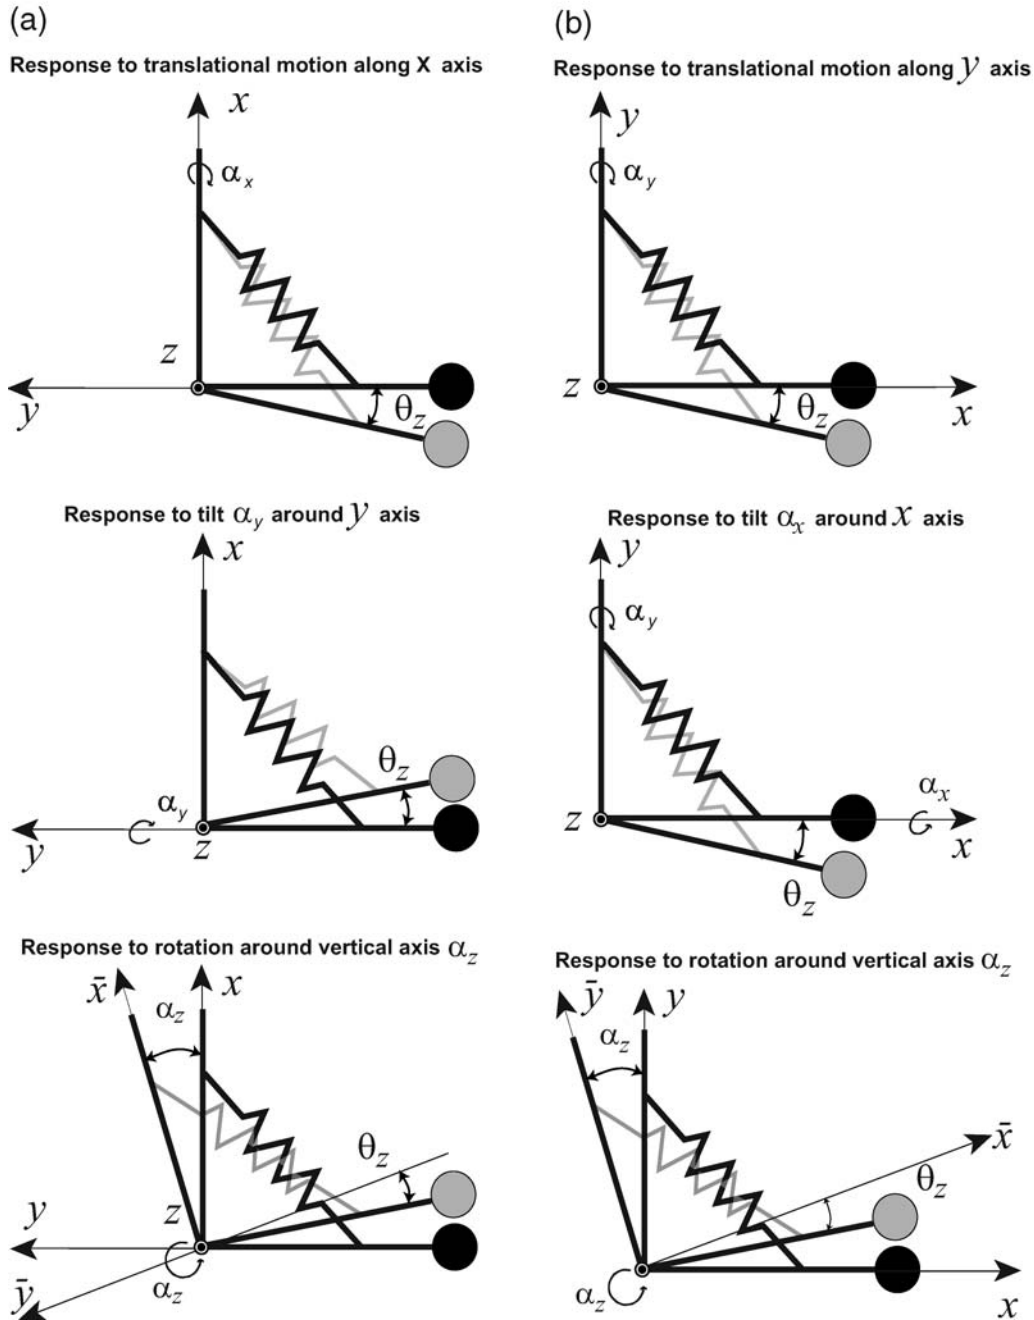 (a)
Response to translational motion along X axis
x
αx
z
y
θz
Response to tilt αy around y axis
x
θz
αy
y
z
Response to rotation around vertical axis αz
x̄
x
αz
θz
y
z
ȳ
αz
(b)
Response to translational motion along y axis
y
αy
z
θz
x
Response to tilt αx around x axis
y
αy
αx
z
x
θz
Response to rotation around vertical axis αz
ȳ
y
αz
x̄
θz
αz
x